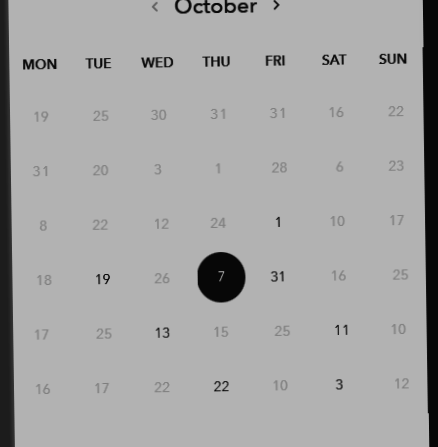 < October >
MON TUE WED THU FRI SAT SUN
19 25 30 31 31 16 22
31 20 3 1 28 6 23
8 22 12 24 1 10 17
18 19 26 7 31 16 25
17 25 13 15 25 11 10
16 17 22 22 10 3 12